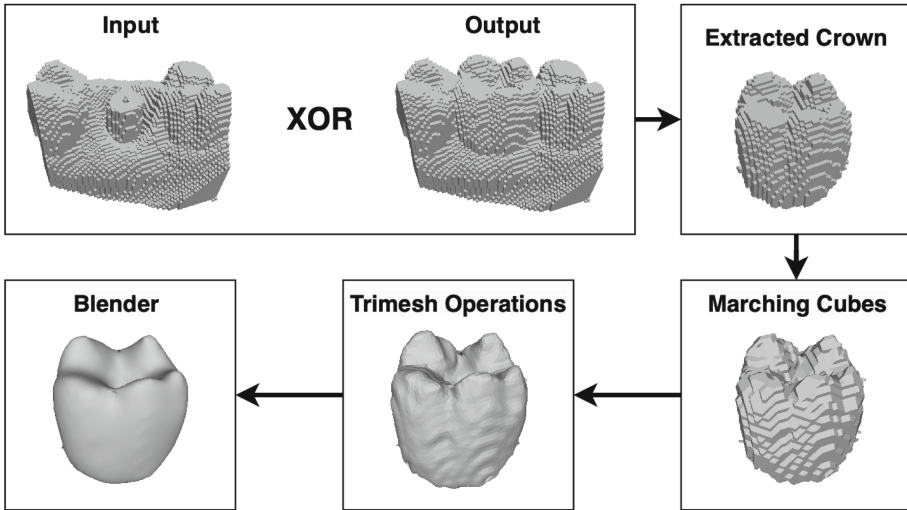 Input
Output
XOR
Extracted Crown
Blender
Trimesh Operations
Marching Cubes